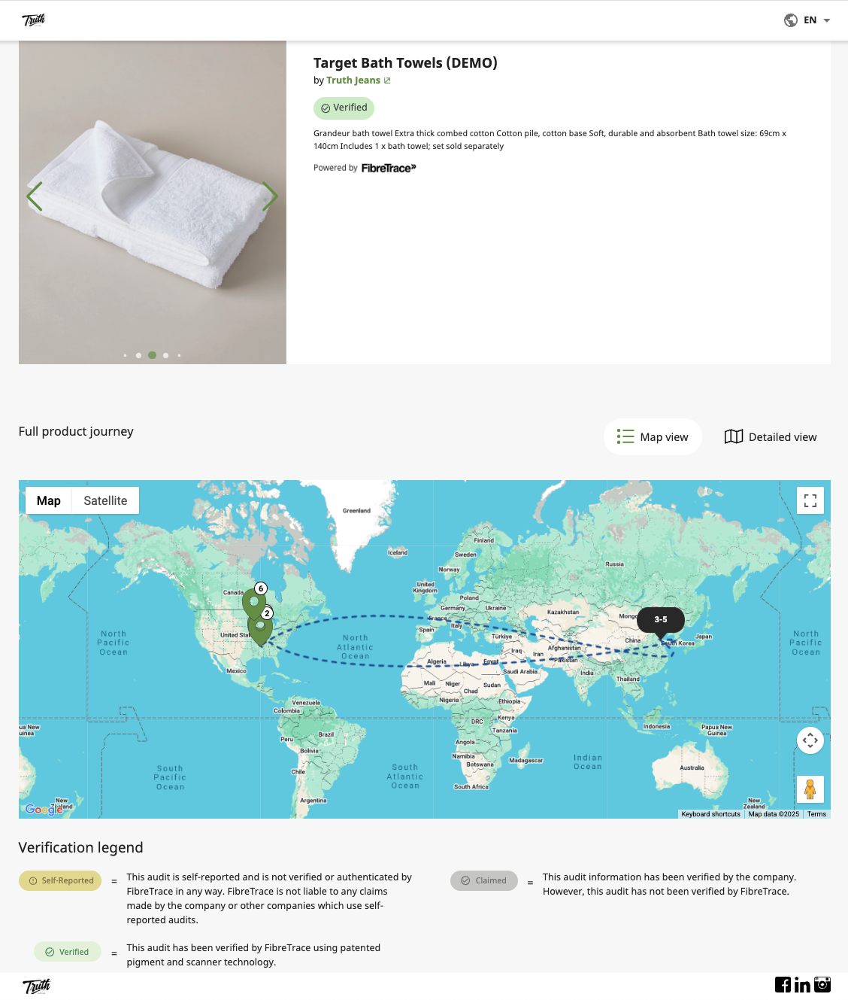 Truth
EN
Target Bath Towels (DEMO)
by Truth Jeans
Verified
Grandeur bath towel Extra thick combed cotton Cotton pile, cotton base Soft, durable and absorbent Bath towel size: 69cm x
140cm Includes 1 x bath towel; set sold separately
Powered by FibreTrace
Full product journey
Map view
Detailed view
Map
Satellite
Greenland
Iceland
Finland
Sweden
Norway
Russia
United
Kingdom
Canada
6
Poland
Germany
Ukraine
Kazakhstan
2
France
Italy
Spain
Türkiye
3-5
Mong
China
Japan
South Korea
North
Pacific
Ocean
United Stat
North
Atlantic
Ocean
North
Pacific
Ocean
Iraq
Iran
Afghanistan
Pakistan
Algeria
Libya
Egypt
Saudi Arabia
India
Mexico
Mali
Niger
Chad
Sudan
Thailand
Nigeria
Ethiopia
Venezuela
Colombia
DRC
Kenya
Tanzania
Indonesia
Papua New
Guinea
ua New
uinea
Peru
Brazil
Bolivia
Angola
Namibia
Botswana
Madagascar
South
Pacific
Ocean
Chile
South
Atlantic
Ocean
Indian
Ocean
Australia
South Africa
Argentina
New
Zealand
New
Zealand
Google
Keyboard shortcuts
Map data ©2025
Terms
Verification legend
Self-Reported
=
This audit is self-reported and is not verified or authenticated by
FibreTrace in any way. FibreTrace is not liable to any claims
made by the company or other companies which use self-
reported audits.
Claimed
=
This audit information has been verified by the company.
However, this audit has not been verified by FibreTrace.
Verified
=
This audit has been verified by FibreTrace using patented
pigment and scanner technology.
Truth